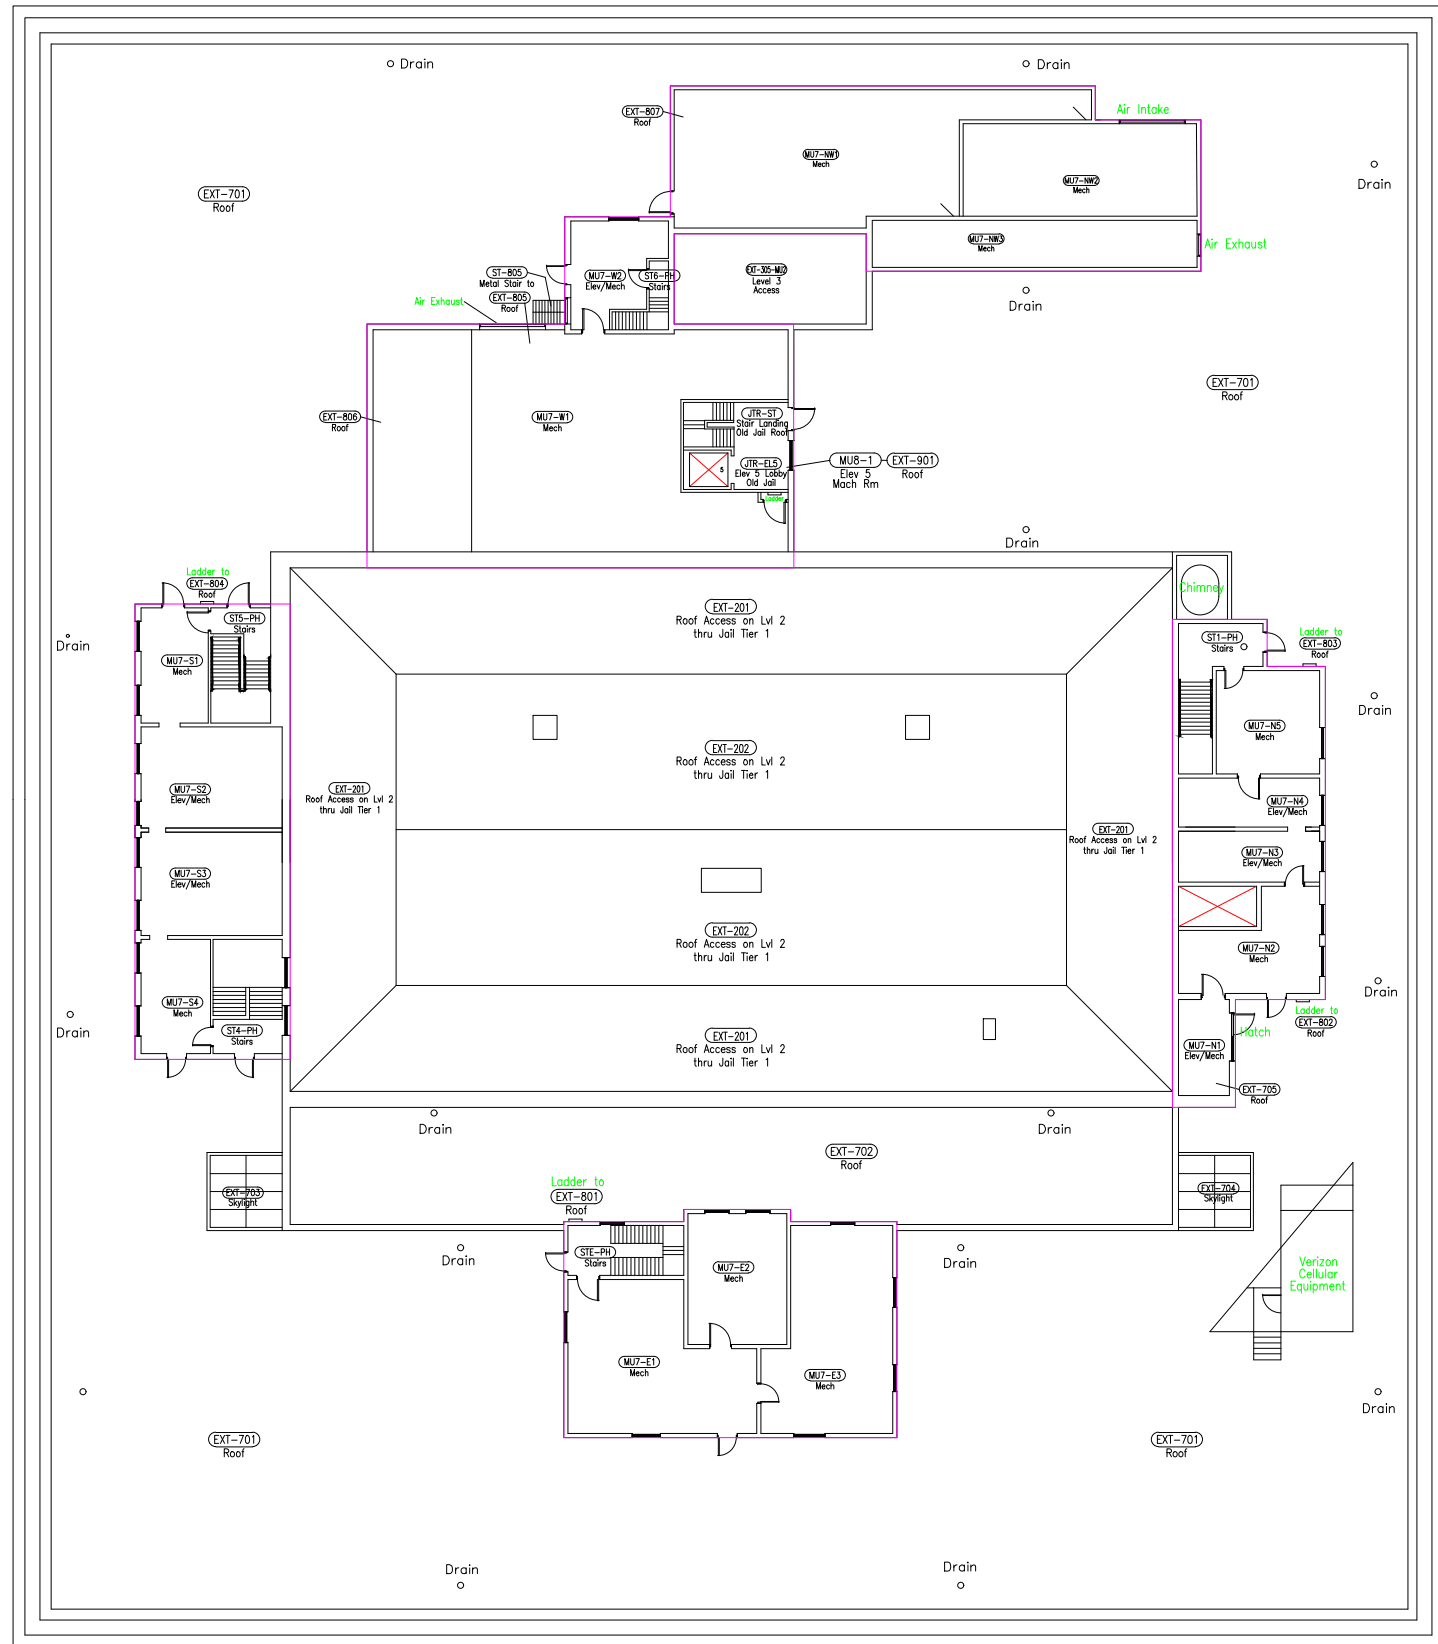 Drain
Drain
EXT-807
Roof
Air Intake
MU7-NW1
Mech
MU7-NW2
Mech
Drain
EXT-701
Roof
MU7-NW3
Mech
Air Exhaust
ST-805
Metal Stair to
EXT-805
Roof
Air Exhaust
MU7-W2
Elev/Mech
ST6-PH
Stairs
EXT-305-MU2
Level 3
Access
Drain
EXT-701
Roof
EXT-806
Roof
MU7-W1
Mech
JTR-ST
Stair Landing
Old Jail Roof
JTR-EL5
Elev 5 Lobby
Old Jail
5
Ladder
MU8-1
Elev 5
Mach Rm
EXT-901
Roof
Drain
Ladder to
EXT-804
Roof
ST5-PH
Stairs
Drain
MU7-S1
Mech
EXT-201
Roof Access on Lvl 2
thru Jail Tier 1
Chimney
ST1-PH
Stairs
Ladder to
EXT-803
Roof
Drain
MU7-N5
Mech
EXT-202
Roof Access on Lvl 2
thru Jail Tier 1
MU7-S2
Elev/Mech
EXT-201
Roof Access on Lvl 2
thru Jail Tier 1
MU7-N4
Elev/Mech
EXT-201
Roof Access on Lvl 2
thru Jail Tier 1
MU7-N3
Elev/Mech
MU7-S3
Elev/Mech
EXT-202
Roof Access on Lvl 2
thru Jail Tier 1
MU7-N2
Mech
Drain
MU7-S4
Mech
ST4-PH
Stairs
Drain
EXT-201
Roof Access on Lvl 2
thru Jail Tier 1
Ladder to
EXT-802
Roof
Hatch
MU7-N1
Elev/Mech
EXT-705
Roof
Drain
Drain
EXT-702
Roof
EXT-703
Skylight
EXT-704
Skylight
Ladder to
EXT-801
Roof
Drain
STE-PH
Stairs
MU7-E2
Mech
Drain
Verizon
Cellular
Equipment
MU7-E1
Mech
MU7-E3
Mech
Drain
EXT-701
Roof
EXT-701
Roof
Drain
Drain